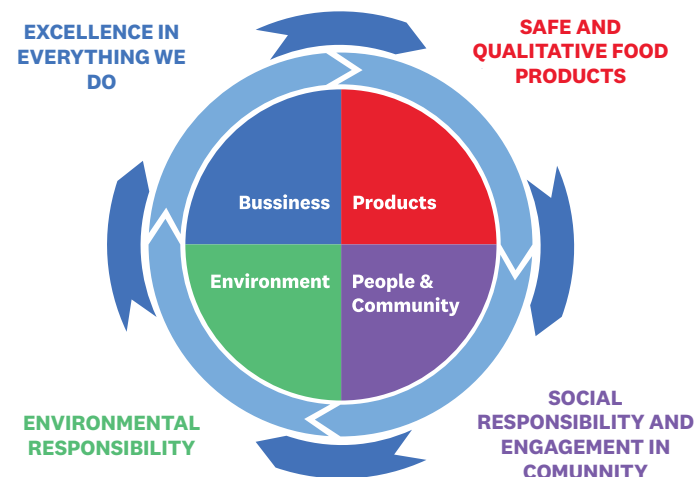 EXCELLENCE IN
EVERYTHING WE
DO
SAFE AND
QUALITATIVE FOOD
PRODUCTS
Bussiness
Products
Environment
People &
Community
ENVIRONMENTAL
RESPONSIBILITY
SOCIAL
RESPONSIBILITY AND
ENGAGEMENT IN
COMUNNITY